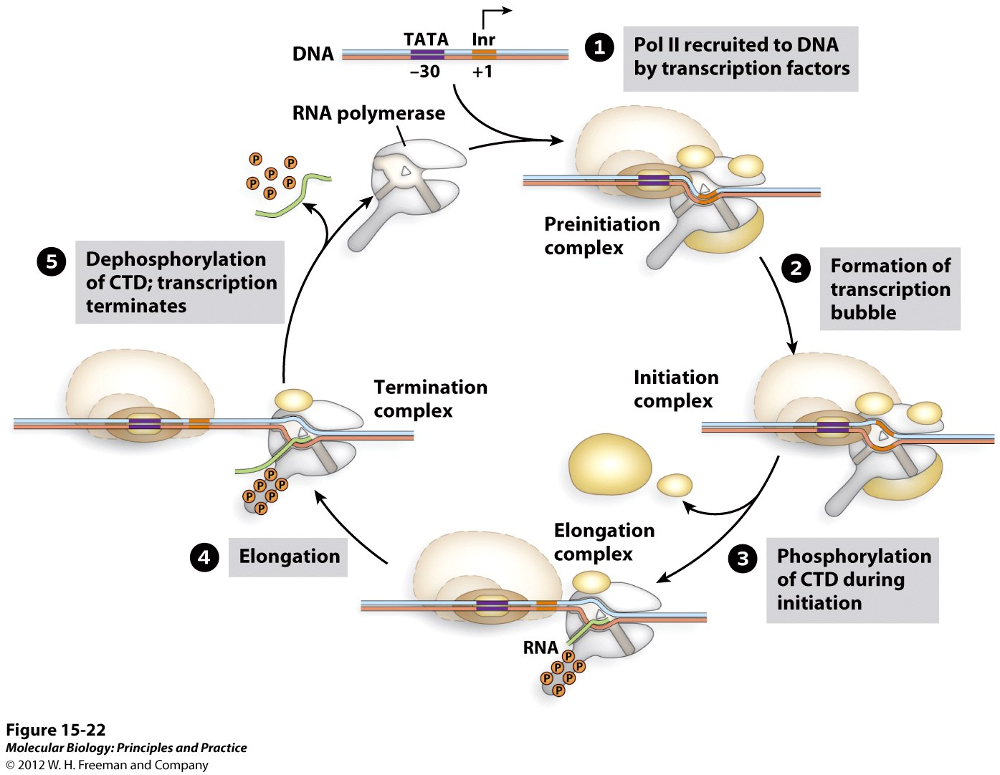 TATA Inr
DNA
–30 +1
1 Pol II recruited to DNA
by transcription factors
RNA polymerase
P P P P P P
Preinitiation
complex
2 Formation of
transcription
bubble
5 Dephosphorylation
of CTD; transcription
terminates
Initiation
complex
Termination
complex
P P P P P P
Elongation
complex
3 Phosphorylation
of CTD during
initiation
4 Elongation
RNA
P P P P P P
Figure 15-22
Molecular Biology: Principles and Practice
© 2012 W. H. Freeman and Company